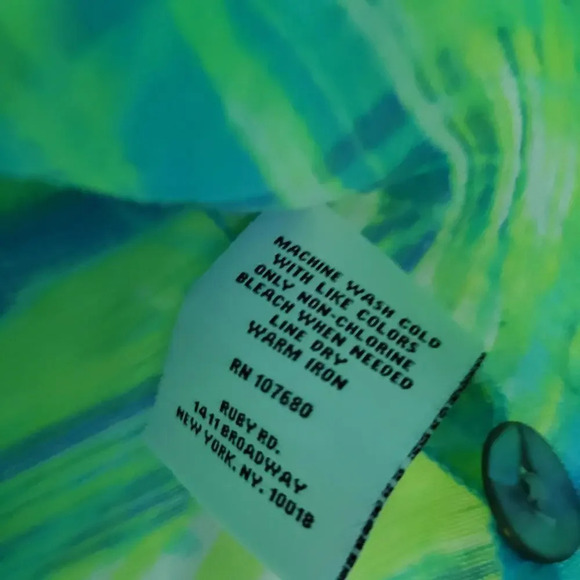 MACHINE WASH COLD
WITH LIKE COLORS
ONLY NON-CHLORINE
BLEACH WHEN NEEDED
LINE DRY
WARM IRON
RN 107680
RUBY RD.
1411 BROADWAY
NEW YORK, NY. 10018